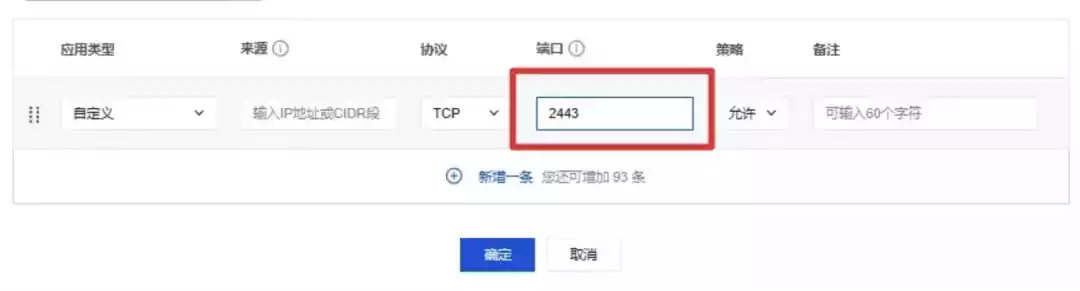 应用类型 来源 协议 端口 策略 备注
自定义 输入IP地址或CIDR段 TCP 2443 允许 可输入60个字符
新增一条 您还可增加 93 条
确定 取消